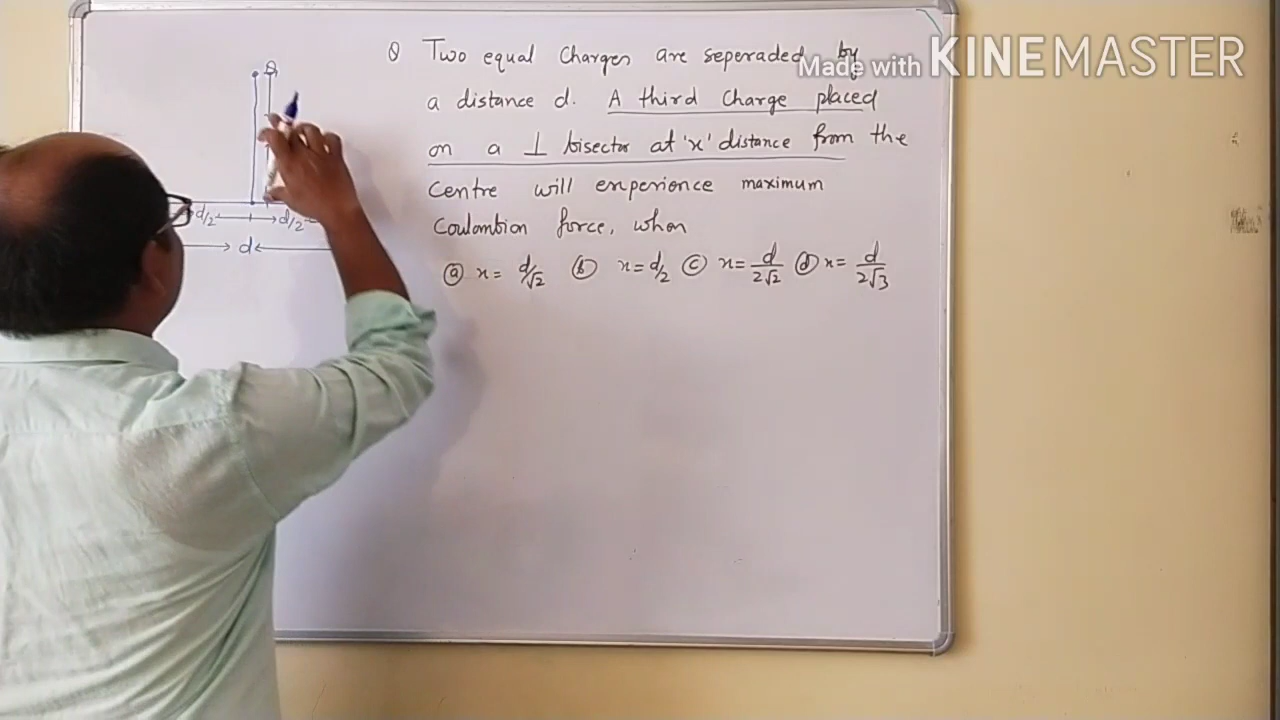 Q Two equal Charges are seperaded by
a distance d. A third Charge placed
on a ⊥ bisector at 'x' distance from the
Centre will experience maximum
Coulombion force, when
ⓐ x = d/√2 ⓑ x = d/2 ⓒ x = d/2√2 ⓓ x = d/2√3
d/2 d/2
d
Made with KINEMASTER